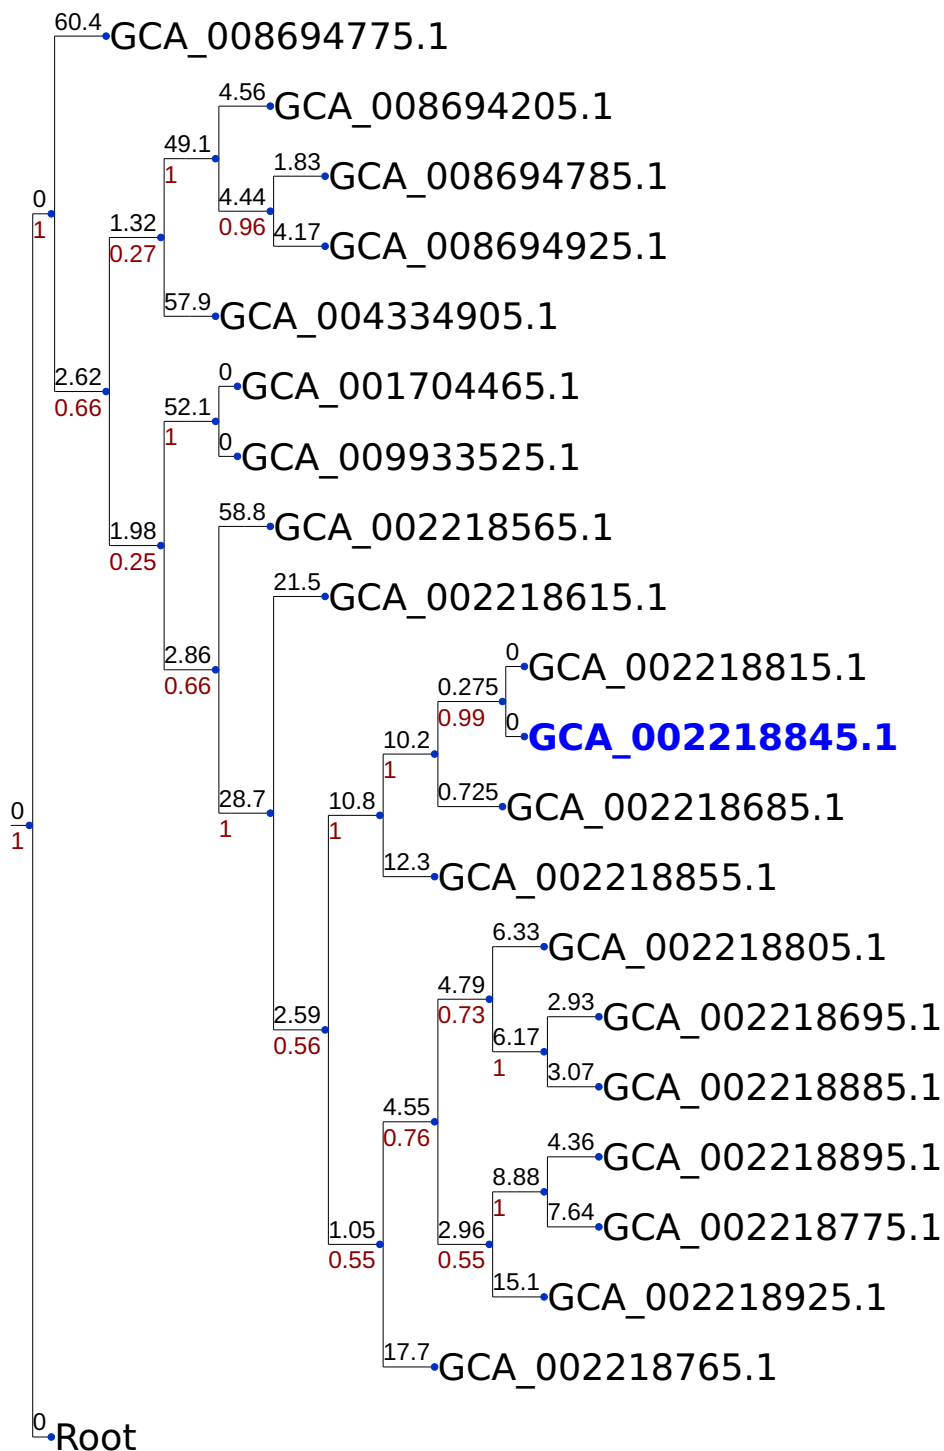 60.4
GCA_008694775.1
4.56
GCA_008694205.1
49.1
1
1.83
GCA_008694785.1
4.44
0.96
0
1
1.32
0.27
4.17
GCA_008694925.1
57.9
GCA_004334905.1
2.62
0.66
0
GCA_001704465.1
52.1
1
0
GCA_009933525.1
58.8
GCA_002218565.1
1.98
0.25
21.5
GCA_002218615.1
2.86
0.66
0
GCA_002218815.1
0.275
0.99
0
GCA_002218845.1
10.2
1
0.725
GCA_002218685.1
28.7
1
10.8
1
0
1
12.3
GCA_002218855.1
6.33
GCA_002218805.1
4.79
0.73
2.93
GCA_002218695.1
2.59
0.56
6.17
1
3.07
GCA_002218885.1
4.55
0.76
4.36
GCA_002218895.1
8.88
1
7.64
GCA_002218775.1
1.05
0.55
2.96
0.55
15.1
GCA_002218925.1
17.7
GCA_002218765.1
0
Root